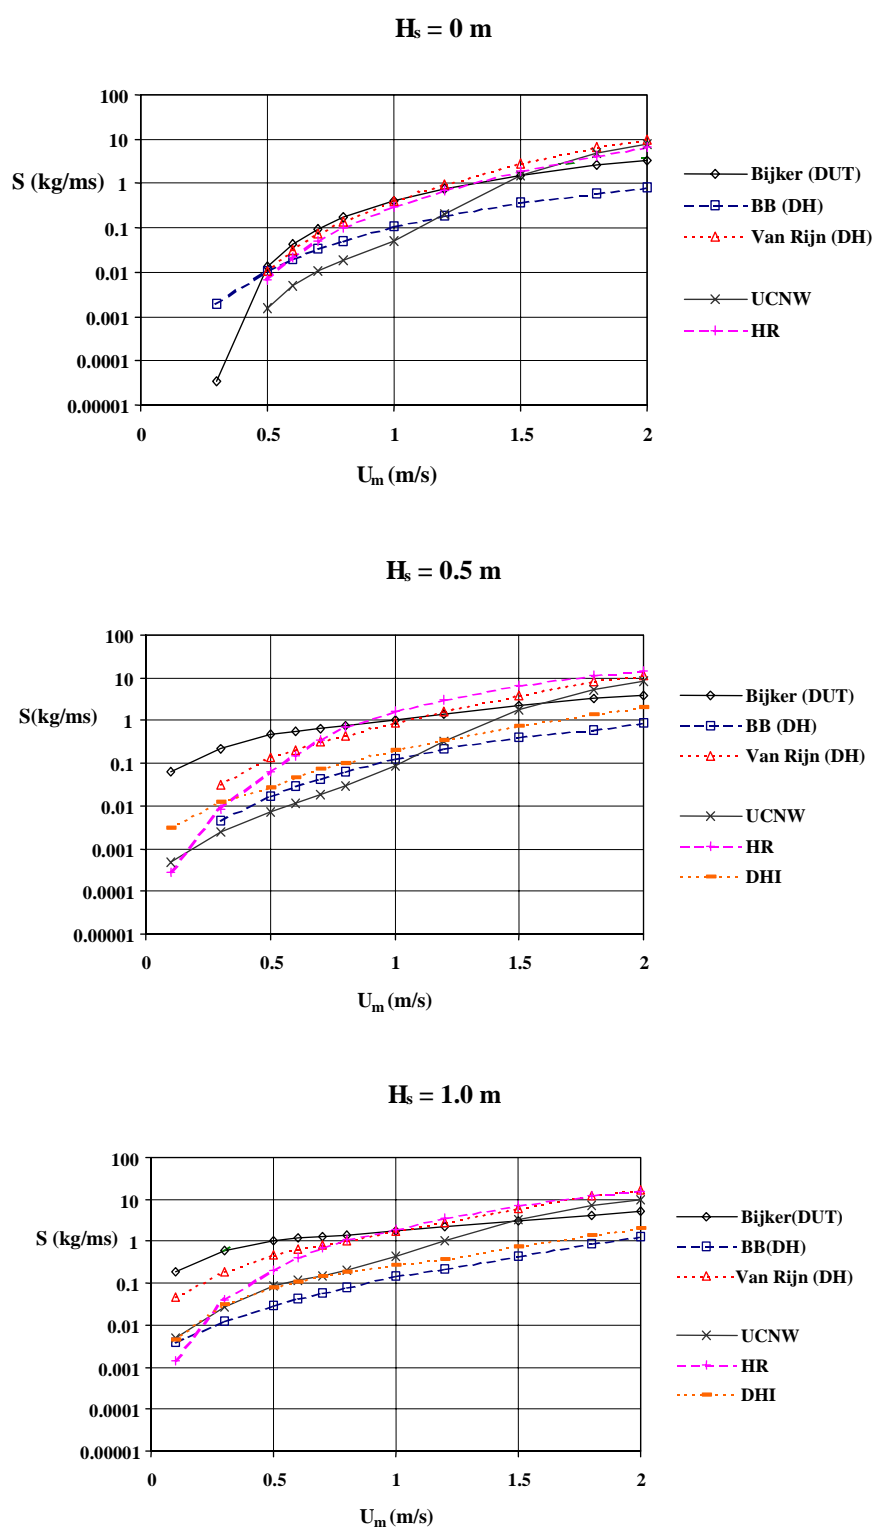 Hs = 0 m
100
10
1
0.1
0.01
0.001
0.0001
0.00001
S (kg/ms)
0 0.5 1 1.5 2
Um (m/s)
Bijker (DUT)
BB (DH)
Van Rijn (DH)
UCNW
HR
Hs = 0.5 m
100
10
1
0.1
0.01
0.001
0.0001
0.00001
S(kg/ms)
0 0.5 1 1.5 2
Um (m/s)
Bijker (DUT)
BB (DH)
Van Rijn (DH)
UCNW
HR
DHI
Hs = 1.0 m
100
10
1
0.1
0.01
0.001
0.0001
0.00001
S (kg/ms)
0 0.5 1 1.5 2
Um (m/s)
Bijker(DUT)
BB(DH)
Van Rijn (DH)
UCNW
HR
DHI